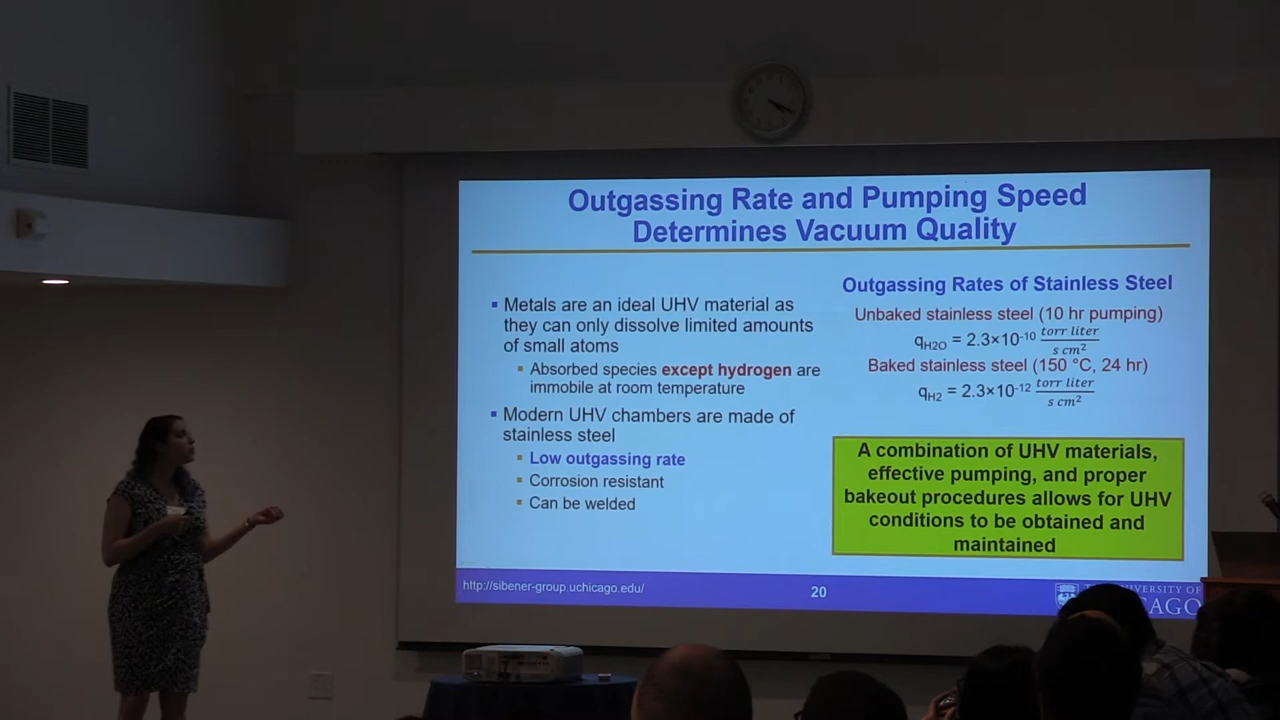 Outgassing Rate and Pumping Speed
Determines Vacuum Quality
Metals are an ideal UHV material as
they can only dissolve limited amounts
of small atoms
Absorbed species except hydrogen are
immobile at room temperature
Modern UHV chambers are made of
stainless steel
Low outgassing rate
Corrosion resistant
Can be welded
Outgassing Rates of Stainless Steel
Unbaked stainless steel (10 hr pumping)
qH2O = 2.3×10-10 torr liter / s cm2
Baked stainless steel (150 °C, 24 hr)
qH2 = 2.3×10-12 torr liter / s cm2
A combination of UHV materials,
effective pumping, and proper
bakeout procedures allows for UHV
conditions to be obtained and
maintained
http://sibener-group.uchicago.edu/
20
UNIVERSITY OF